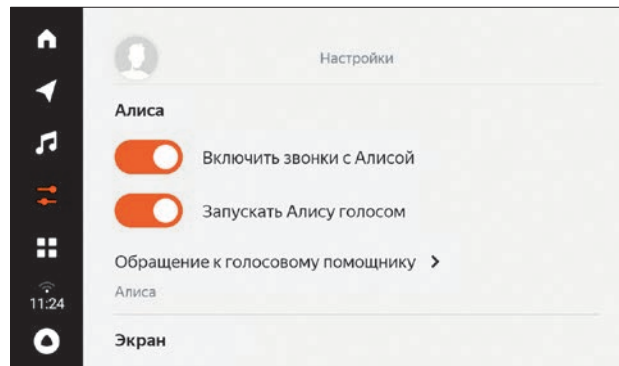 Настройки
Алиса
Включить звонки с Алисой
Запускать Алису голосом
Обращение к голосовому помощнику
Алиса
11:24
Экран